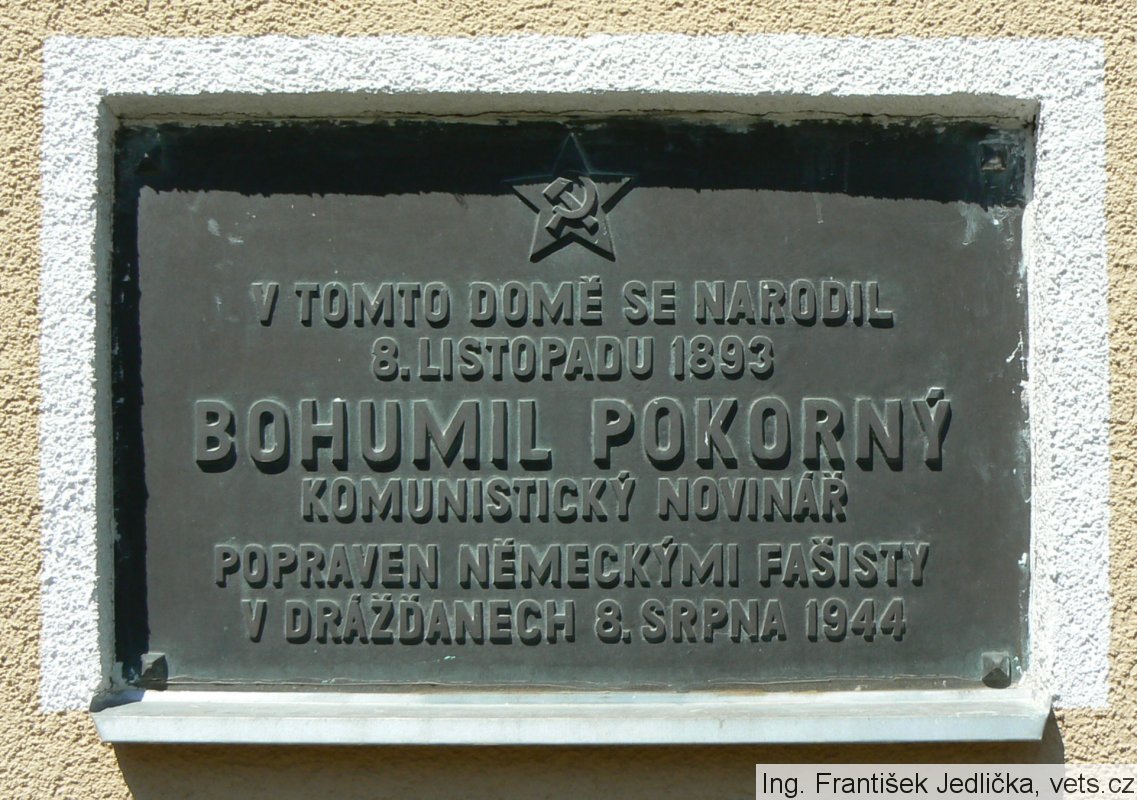 V TOMTO DOMĚ SE NARODIL
8. LISTOPADU 1893
BOHUMIL POKORNÝ
KOMUNISTICKÝ NOVINÁŘ
POPRAVEN NĚMECKÝMI FAŠISTY
V DRÁŽĎANECH 8. SRPNA 1944
Ing. František Jedlička, vets.cz